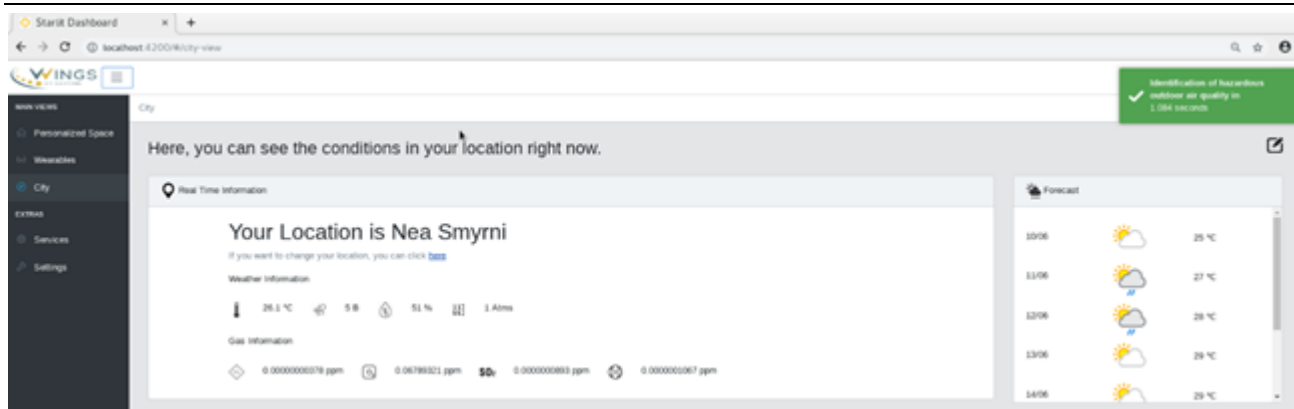 Starit Dashboard
localhost:4200/#/city-view
WINGS
Identification of hazardous
outdoor air quality in
1.084 seconds
MAIN VIEWS
City
Personalized Space
Here, you can see the conditions in your location right now.
Wearables
City
Real Time Information
Forecast
EXTRAS
Services
Settings
Your Location is Nea Smyrni
If you want to change your location, you can click here
Weather Information
26.1 °C 5 B 51 % 1 Atms
Gas Information
0.00000000378 ppm 0.06789321 ppm SO₂ 0.0000000893 ppm 0.0000001067 ppm
10/06 25 °C
11/06 27 °C
12/06 28 °C
13/06 29 °C
14/06 29 °C